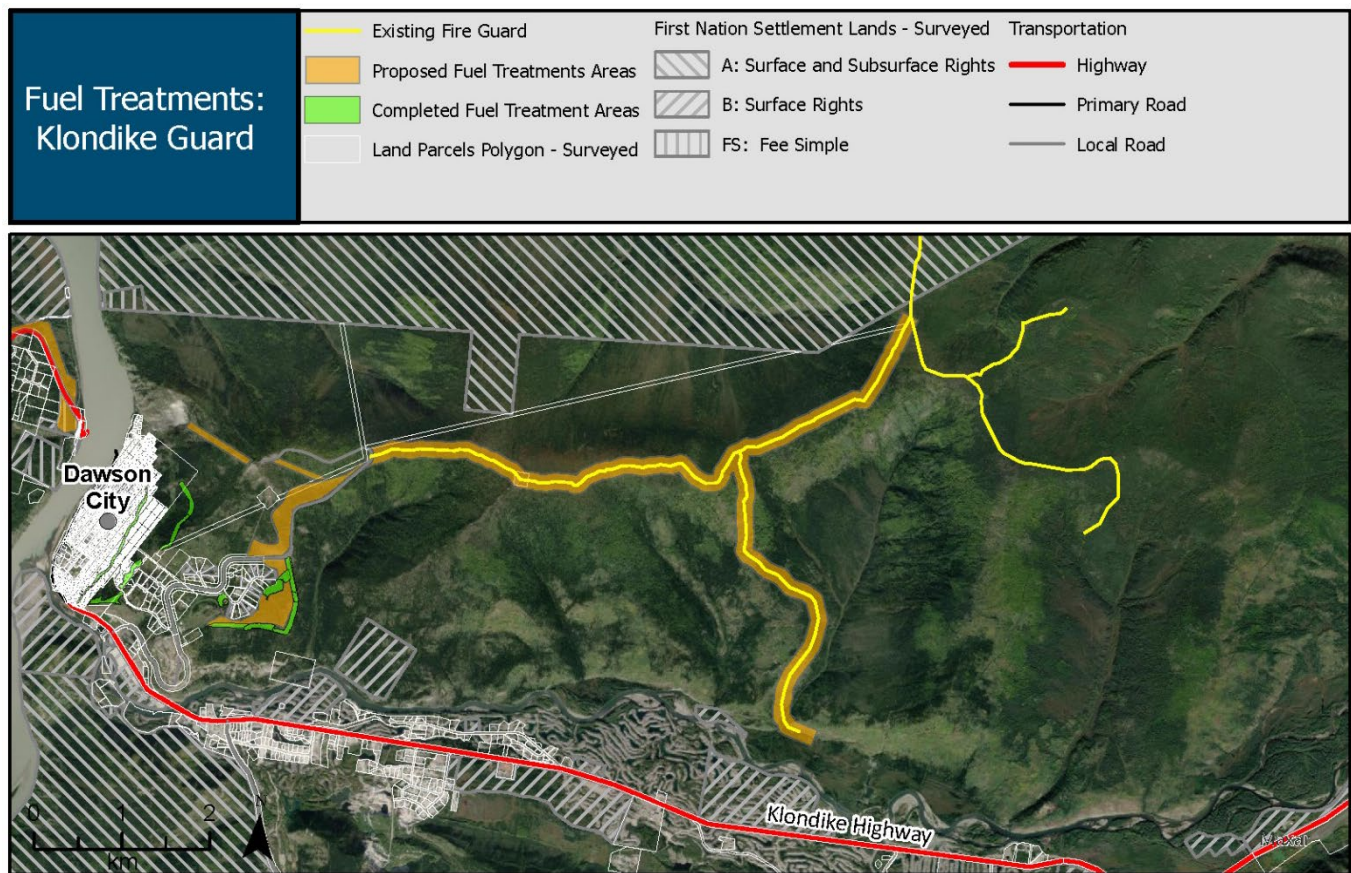 Fuel Treatments:
Klondike Guard
Existing Fire Guard
Proposed Fuel Treatments Areas
Completed Fuel Treatment Areas
Land Parcels Polygon - Surveyed
First Nation Settlement Lands - Surveyed
A: Surface and Subsurface Rights
B: Surface Rights
FS: Fee Simple
Transportation
Highway
Primary Road
Local Road
Dawson
City
0 1 2
km
Klondike Highway
Maxar